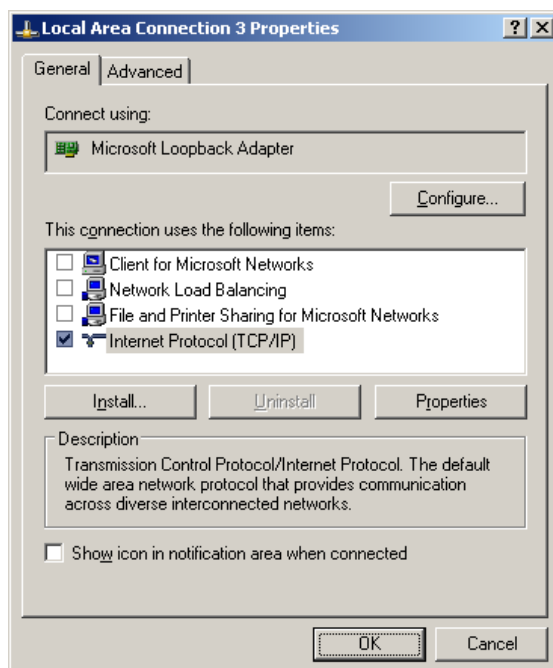 Local Area Connection 3 Properties
General
Advanced
Connect using:
Microsoft Loopback Adapter
Configure...
This connection uses the following items:
Client for Microsoft Networks
Network Load Balancing
File and Printer Sharing for Microsoft Networks
Internet Protocol (TCP/IP)
Install...
Uninstall
Properties
Description
Transmission Control Protocol/Internet Protocol. The default
wide area network protocol that provides communication
across diverse interconnected networks.
Show icon in notification area when connected
OK
Cancel